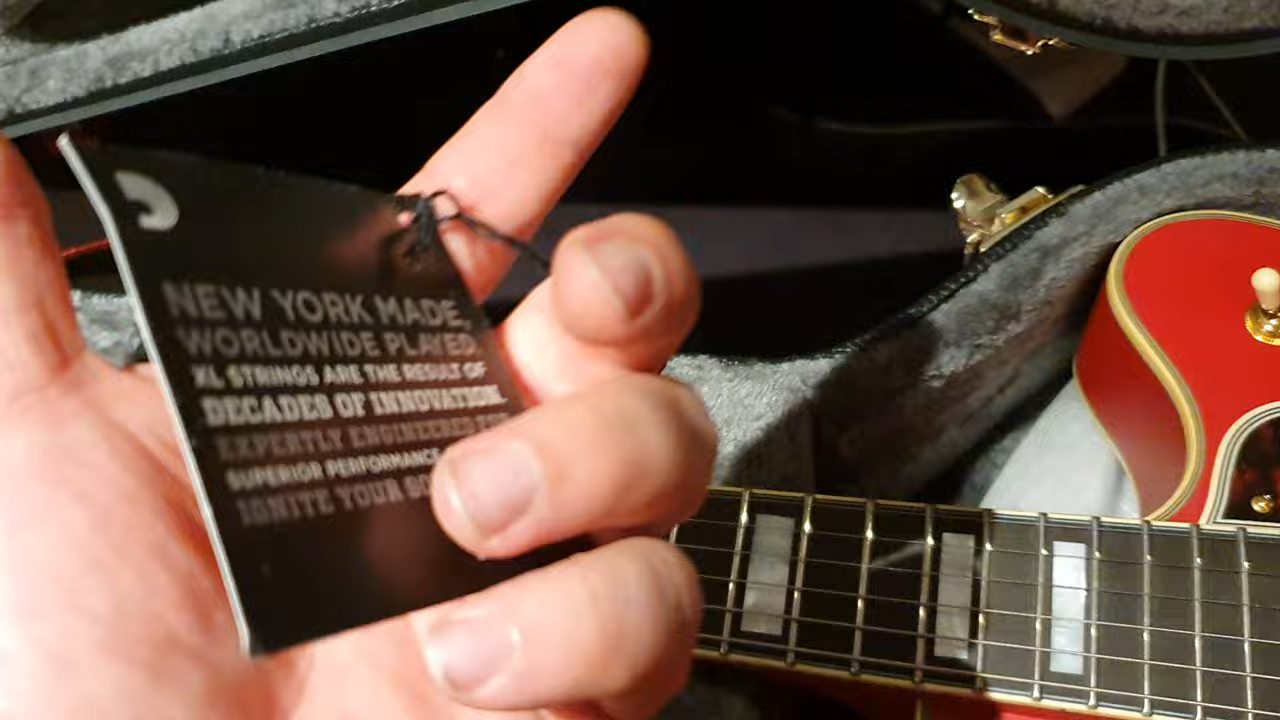 NEW YORK MADE,
WORLDWIDE PLAYED
XL STRINGS ARE THE RESULT OF
DECADES OF INNOVATION.
EXPERTLY ENGINEERED
SUPERIOR PERFORMANCE
IGNITE YOUR